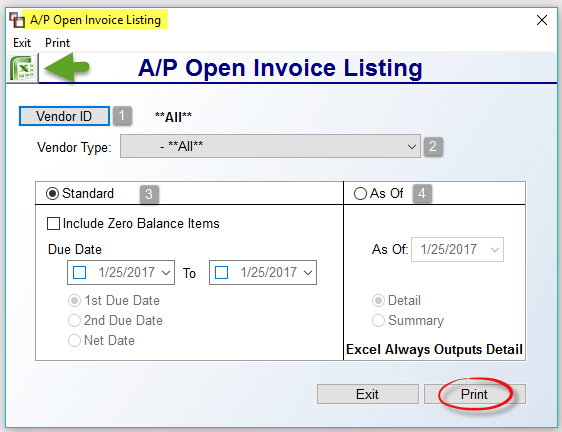 A/P Open Invoice Listing
Exit Print
A/P Open Invoice Listing
Vendor ID 1 **All**
Vendor Type: - **All** 2
Standard 3 As Of 4
Include Zero Balance Items
Due Date
As Of: 1/25/2017
1/25/2017 To 1/25/2017
1st Due Date Detail
2nd Due Date Summary
Net Date
Excel Always Outputs Detail
Exit Print